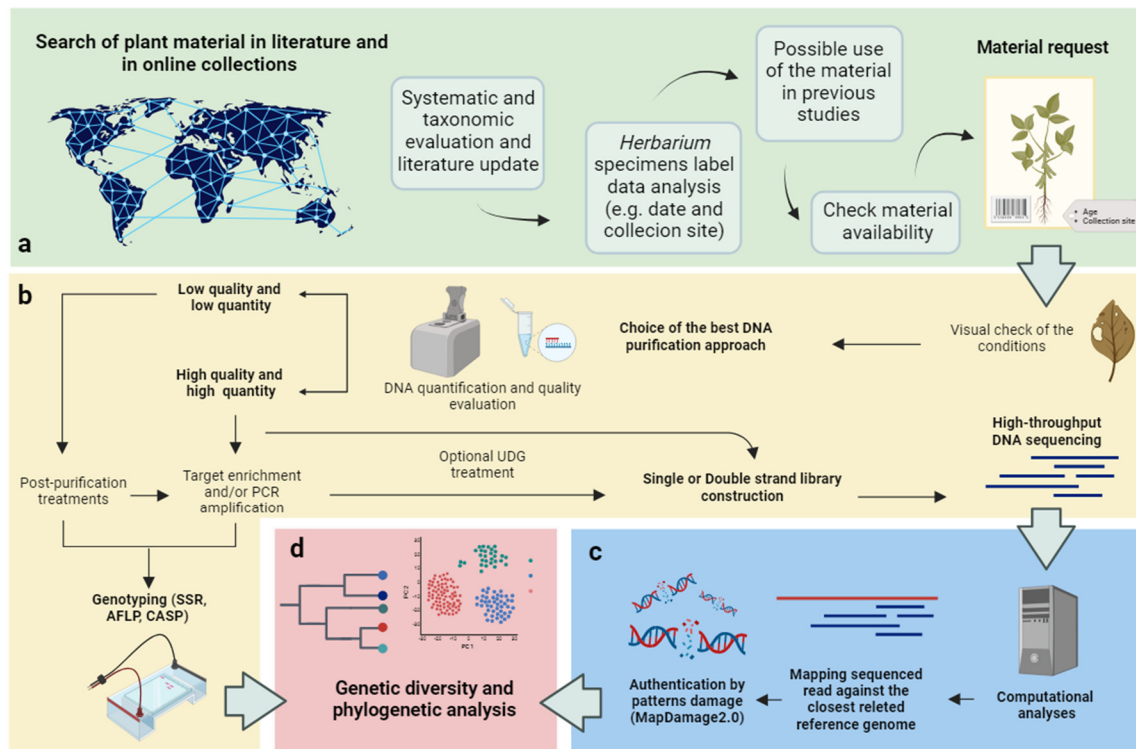 Search of plant material in literature and
in online collections
a
Systematic and
taxonomic
evaluation and
literature update
Herbarium
specimens label
data analysis
(e.g. date and
collecion site)
Possible use
of the material
in previous
studies
Check material
availability
Material request
• Age
• Collection site
b
Low quality and
low quantity
High quality and
high quantity
DNA quantification and quality
evaluation
Choice of the best DNA
purification approach
Visual check of the
conditions
High-throughput
DNA sequencing
Optional UDG
treatment
Post-purification
treatments
Target enrichment
and/or PCR
amplification
Single or Double strand library
construction
Genotyping (SSR,
AFLP, CASP)
d
PC 2
PC 1
Genetic diversity and
phylogenetic analysis
c
Authentication by
patterns damage
(MapDamage2.0)
Mapping sequenced
read against the
closest releted
reference genome
Computational
analyses